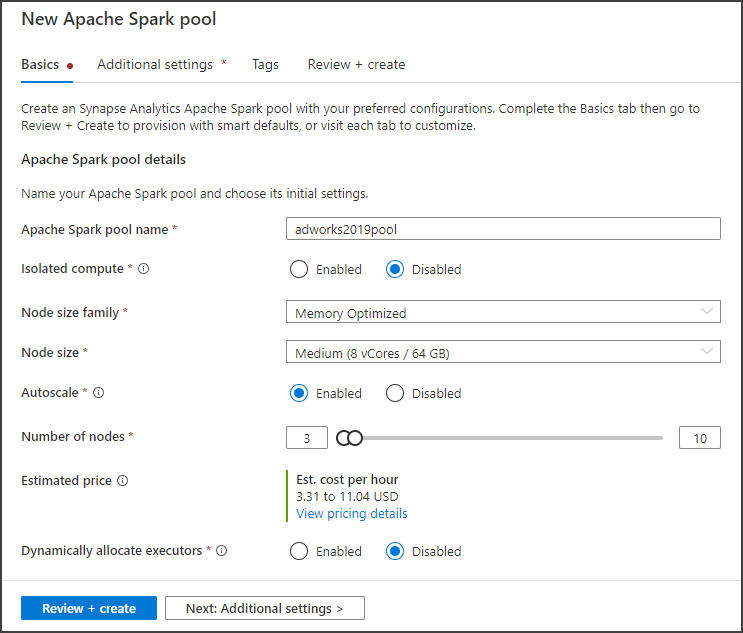 New Apache Spark pool
Basics
Additional settings *
Tags
Review + create
Create an Synapse Analytics Apache Spark pool with your preferred configurations. Complete the Basics tab then go to
Review + Create to provision with smart defaults, or visit each tab to customize.
Apache Spark pool details
Name your Apache Spark pool and choose its initial settings.
Apache Spark pool name *
adworks2019pool
Isolated compute *
Enabled
Disabled
Node size family *
Memory Optimized
Node size *
Medium (8 vCores / 64 GB)
Autoscale *
Enabled
Disabled
Number of nodes *
3
10
Estimated price
Est. cost per hour
3.31 to 11.04 USD
View pricing details
Dynamically allocate executors *
Enabled
Disabled
Review + create
Next: Additional settings >